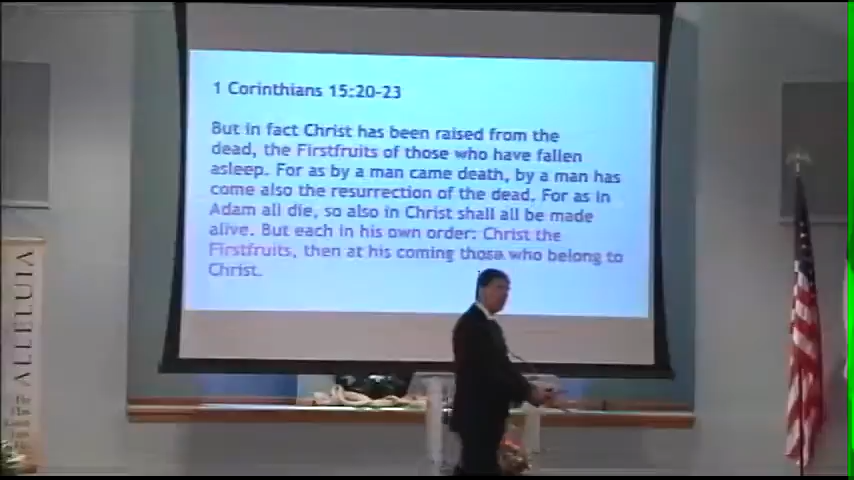 1 Corinthians 15:20-23
But in fact Christ has been raised from the
dead, the Firstfruits of those who have fallen
asleep. For as by a man came death, by a man has
come also the resurrection of the dead. For as in
Adam all die, so also in Christ shall all be made
alive. But each in his own order: Christ the
Firstfruits, then at his coming those who belong to
Christ.
ALLELUIA